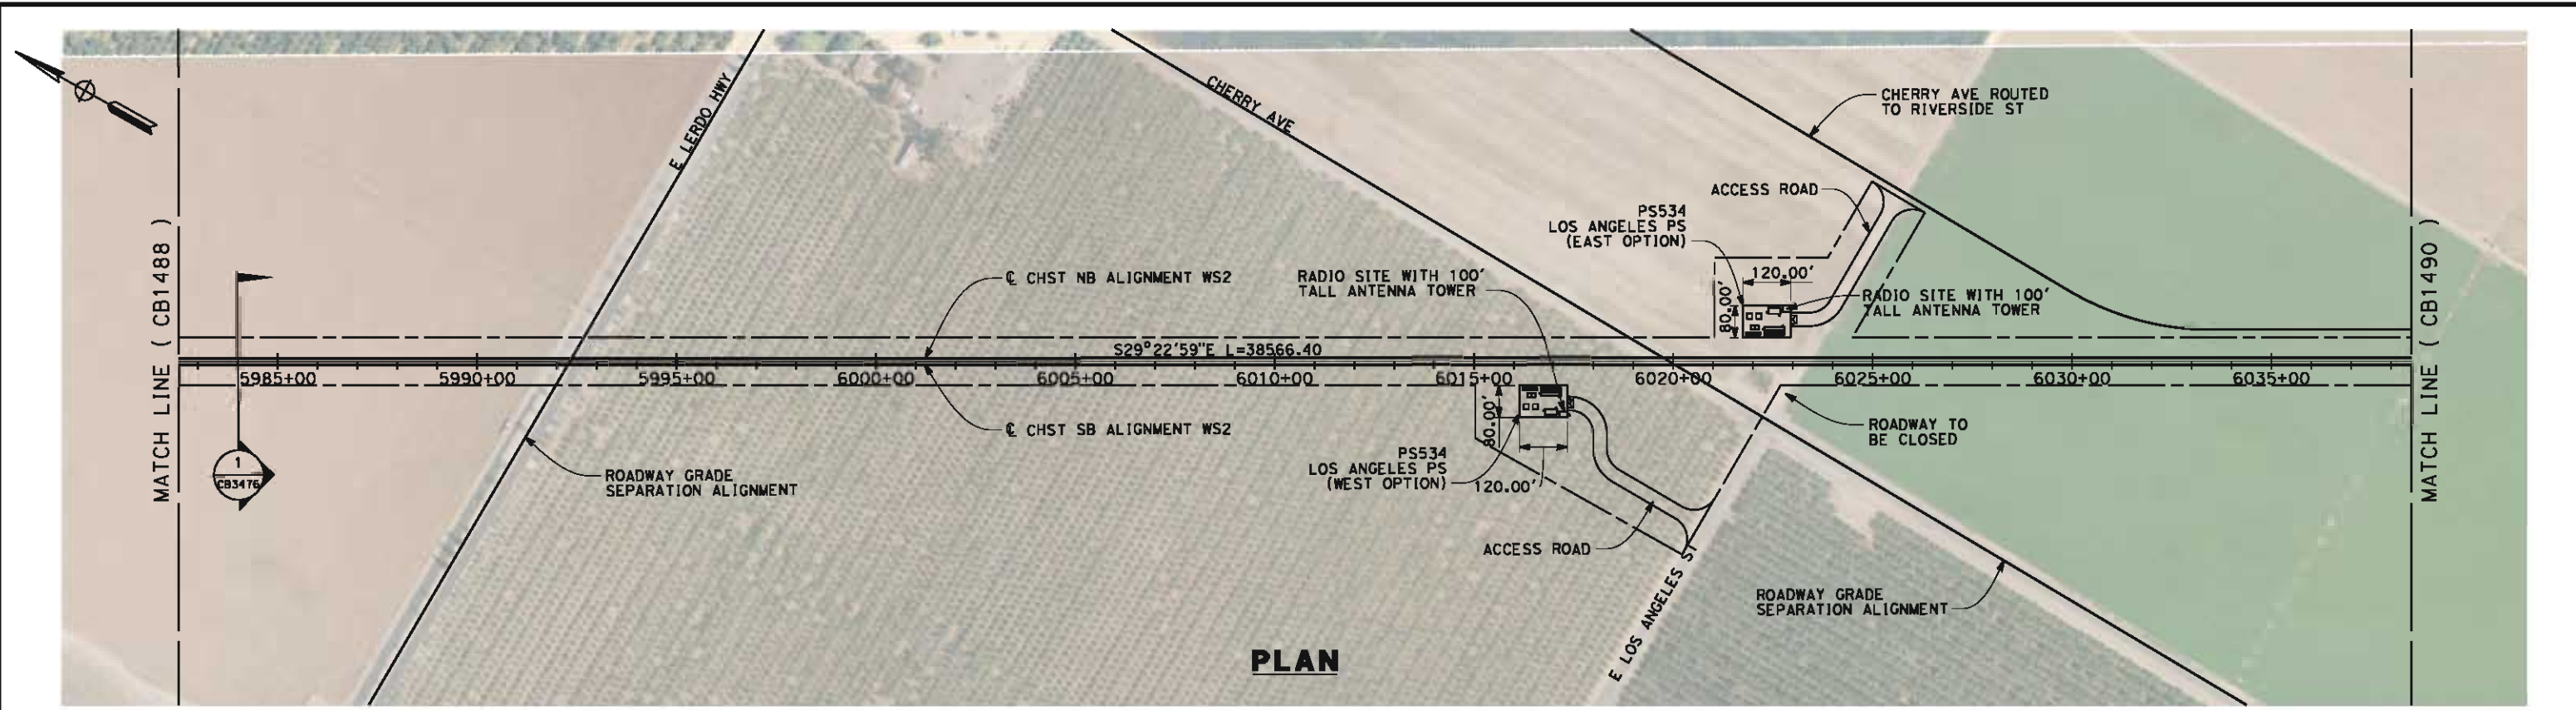 E LERDO HWY
CHERRY AVE
CHERRY AVE ROUTED
TO RIVERSIDE ST
ACCESS ROAD
PS534
LOS ANGELES PS
(EAST OPTION)
120.00'
80.00'
RADIO SITE WITH 100'
TALL ANTENNA TOWER
RADIO SITE WITH 100'
TALL ANTENNA TOWER
℄ CHST NB ALIGNMENT WS2
MATCH LINE ( CB1488 )
MATCH LINE ( CB1490 )
S29°22'59"E L=38566.40
5985+00
5990+00
5995+00
6000+00
6005+00
6010+00
6015+00
6020+00
6025+00
6030+00
6035+00
℄ CHST SB ALIGNMENT WS2
80.00'
ROADWAY TO
BE CLOSED
1
CB3476
ROADWAY GRADE
SEPARATION ALIGNMENT
PS534
LOS ANGELES PS
(WEST OPTION)
120.00'
ACCESS ROAD
E LOS ANGELES ST
ROADWAY GRADE
SEPARATION ALIGNMENT
PLAN